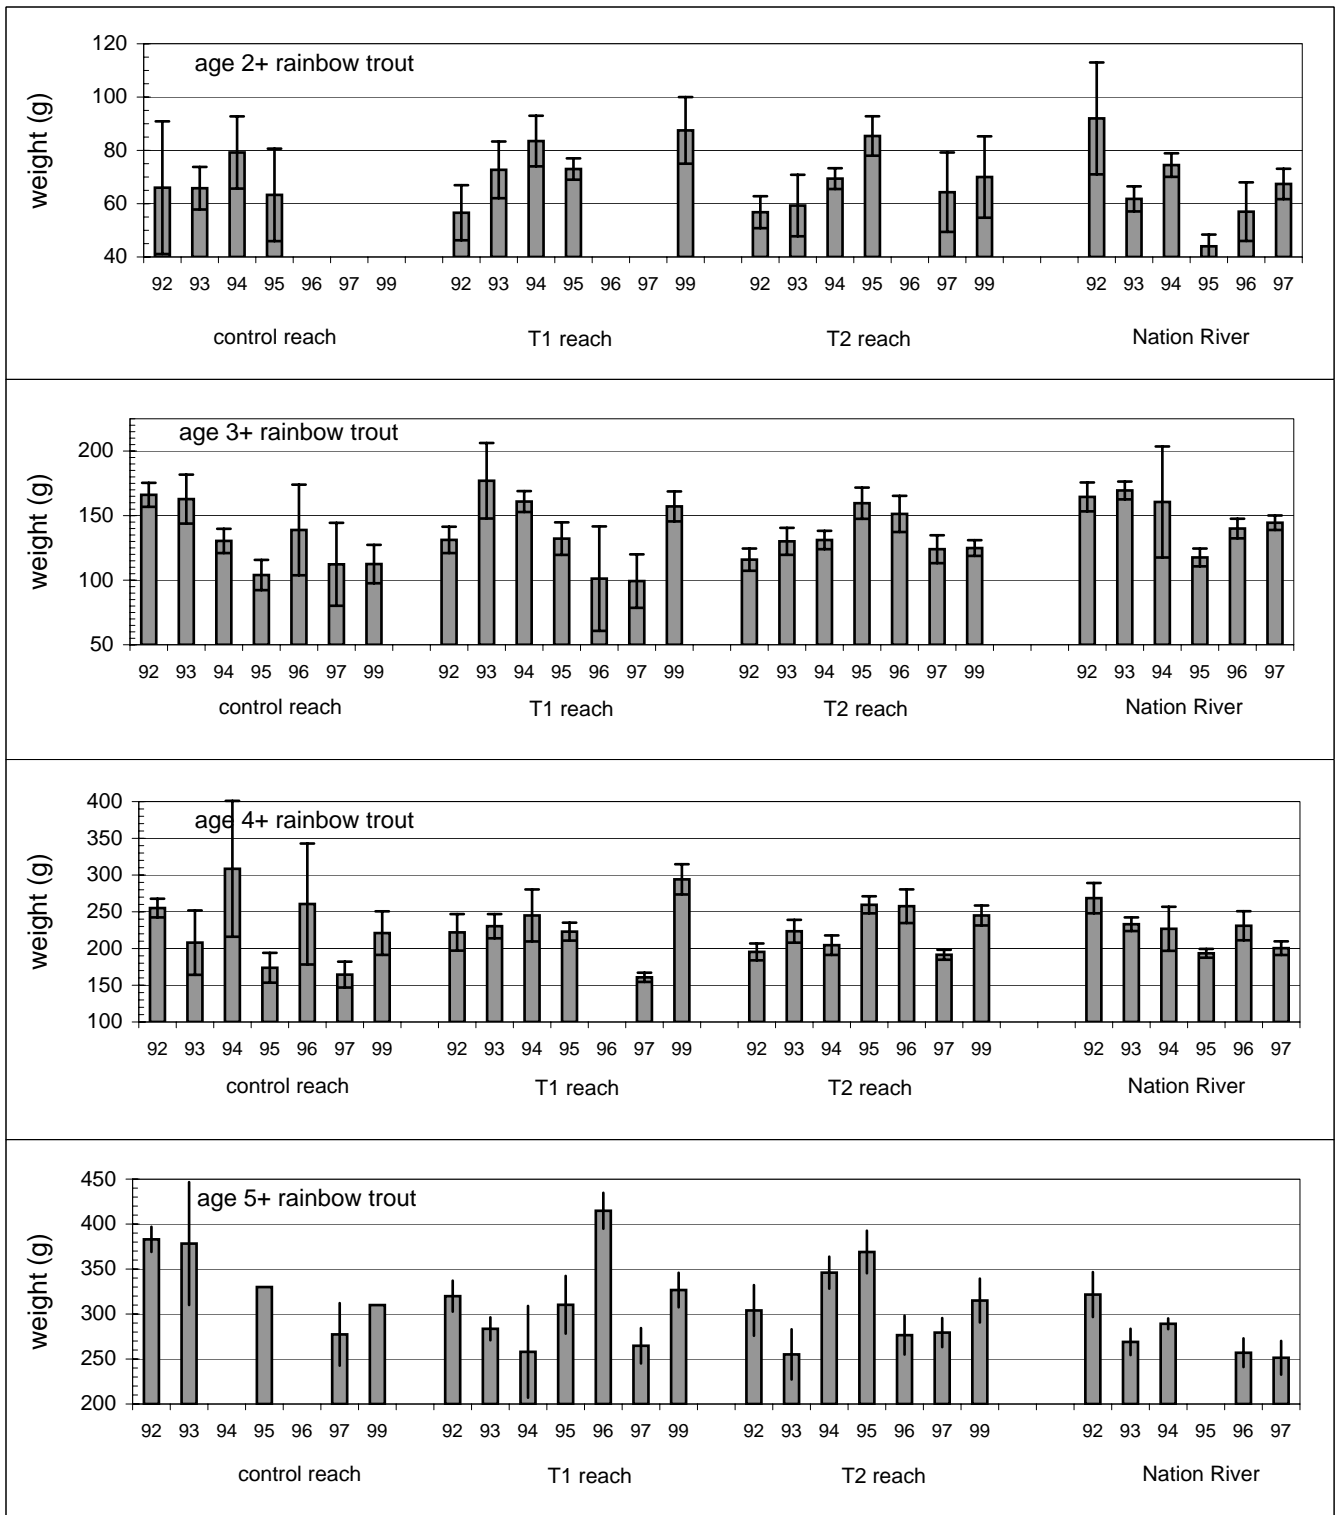 age 2+ rainbow trout
weight (g)
120
100
80
60
40
92 93 94 95 96 97 99 92 93 94 95 96 97 99 92 93 94 95 96 97 99 92 93 94 95 96 97
control reach T1 reach T2 reach Nation River
age 3+ rainbow trout
weight (g)
200
150
100
50
92 93 94 95 96 97 99 92 93 94 95 96 97 99 92 93 94 95 96 97 99 92 93 94 95 96 97
control reach T1 reach T2 reach Nation River
age 4+ rainbow trout
weight (g)
400
350
300
250
200
150
100
92 93 94 95 96 97 99 92 93 94 95 96 97 99 92 93 94 95 96 97 99 92 93 94 95 96 97
control reach T1 reach T2 reach Nation River
age 5+ rainbow trout
weight (g)
450
400
350
300
250
200
92 93 94 95 96 97 99 92 93 94 95 96 97 99 92 93 94 95 96 97 99 92 93 94 95 96 97
control reach T1 reach T2 reach Nation River